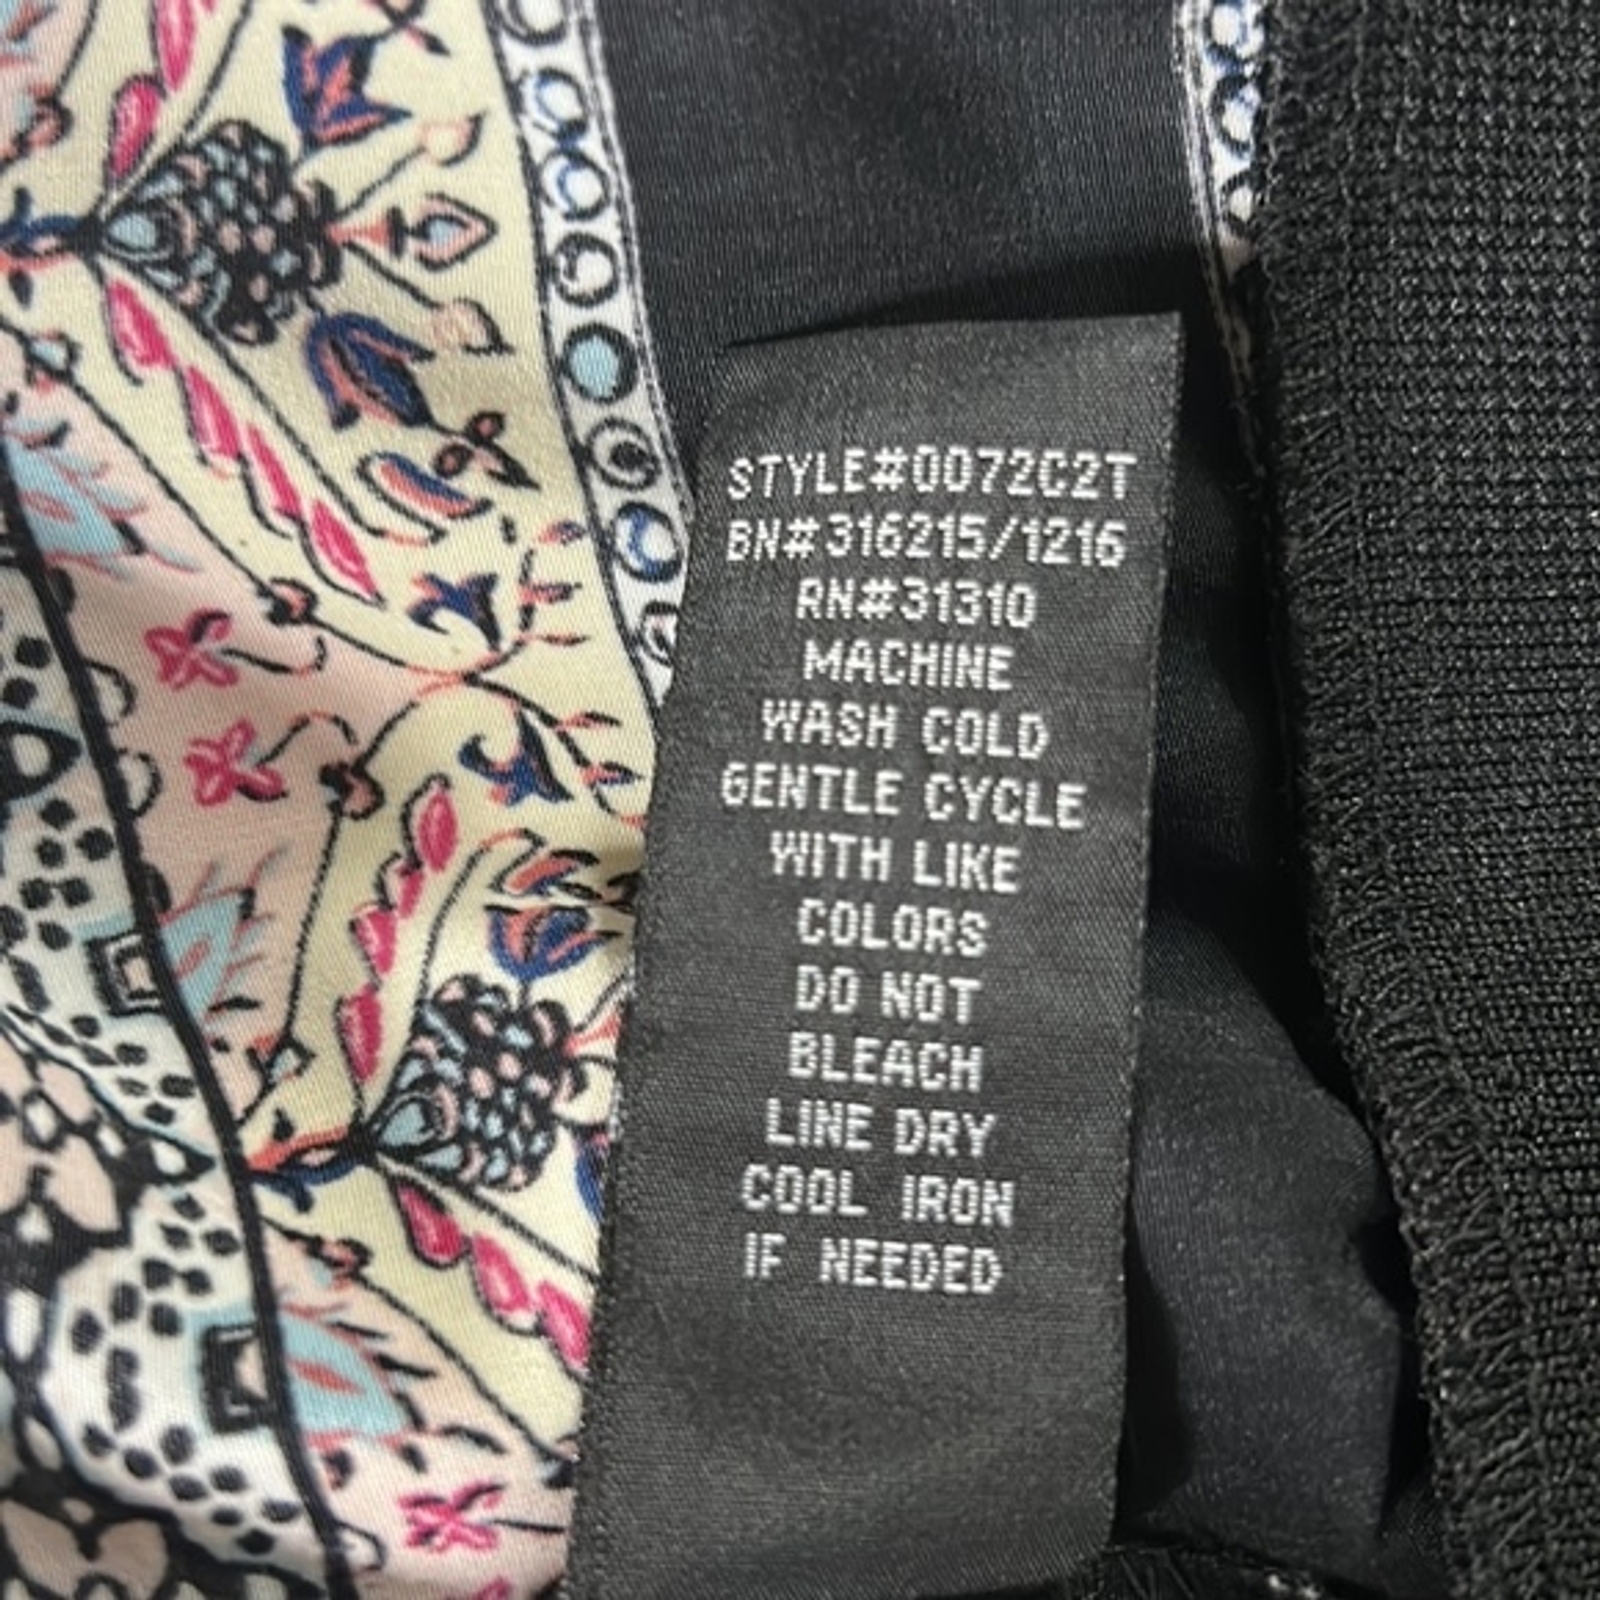 STYLE#0072C2T
BN#316215/1216
RN#31310
MACHINE
WASH COLD
GENTLE CYCLE
WITH LIKE
COLORS
DO NOT
BLEACH
LINE DRY
COOL IRON
IF NEEDED